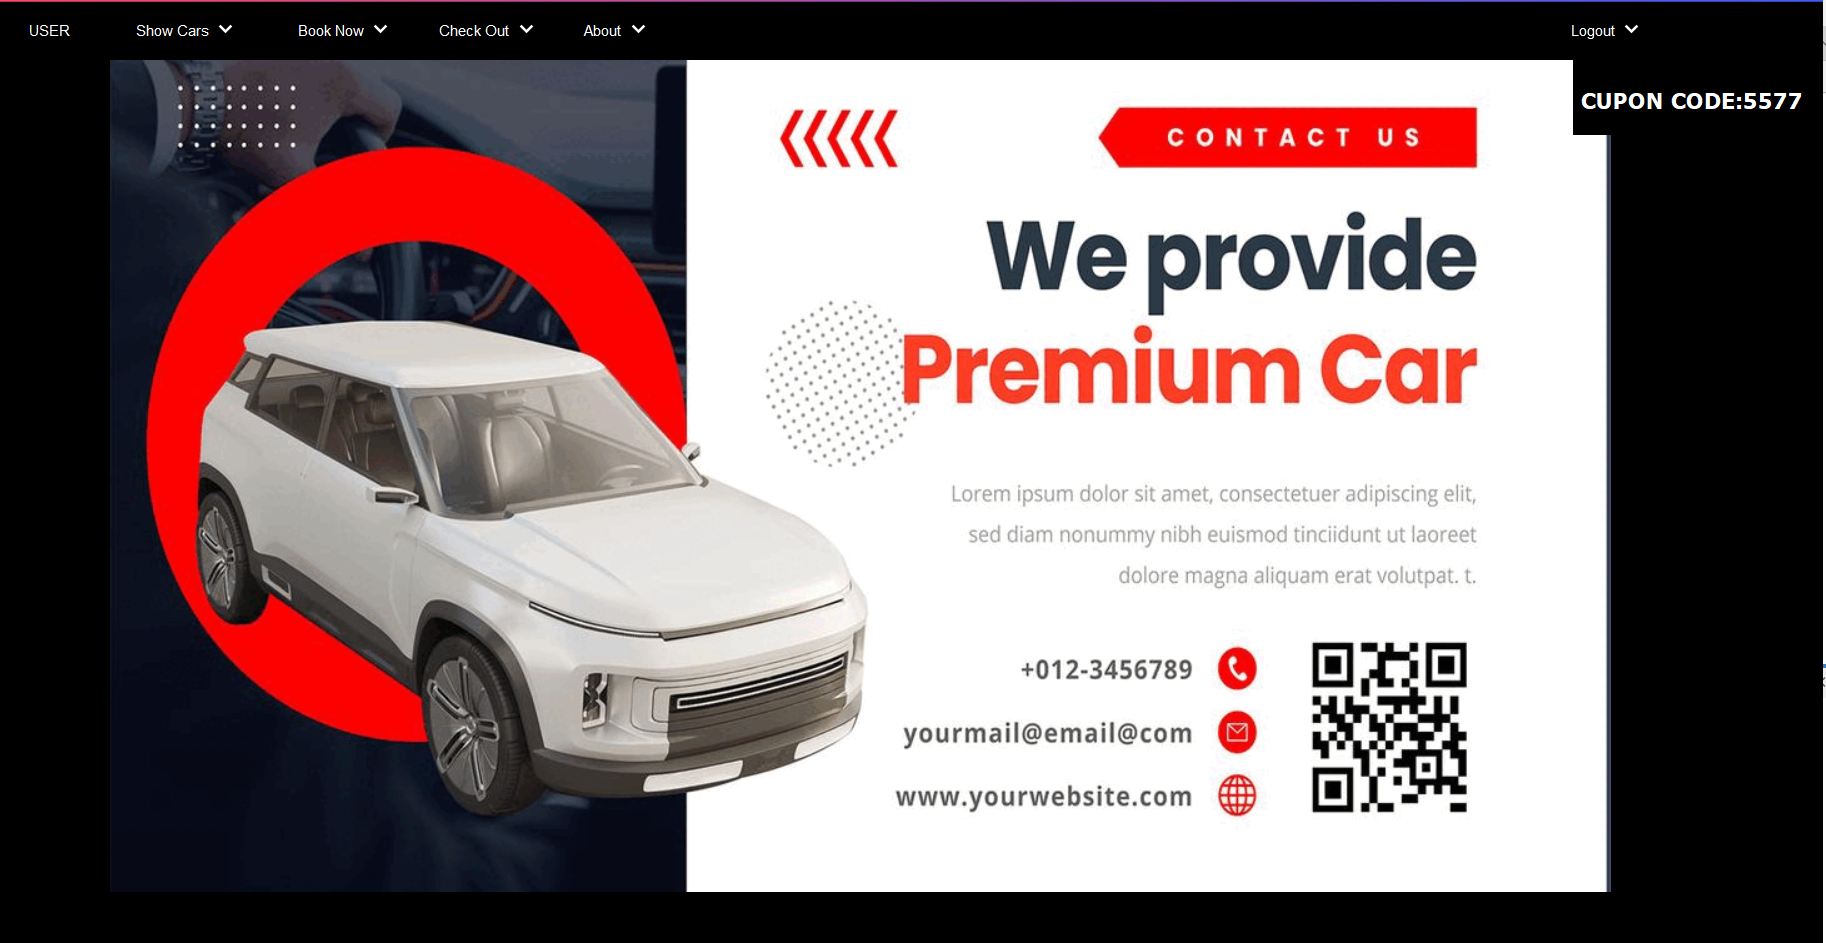 USER Show Cars Book Now Check Out About Logout
CUPON CODE:5577
CONTACT US
We provide
Premium Car
Lorem ipsum dolor sit amet, consectetuer adipiscing elit,
sed diam nonummy nibh euismod tinciidunt ut laoreet
dolore magna aliquam erat volutpat. t.
+012-3456789
yourmail@email@com
www.yourwebsite.com